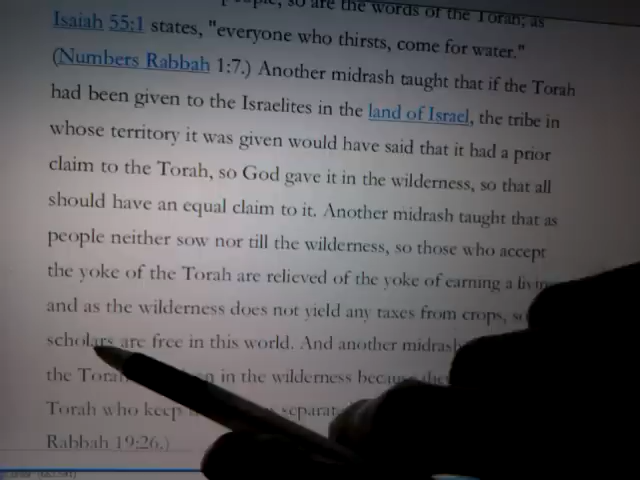 so are the words of the Torah; as
Isaiah 55:1 states, "everyone who thirsts, come for water."
(Numbers Rabbah 1:7.) Another midrash taught that if the Torah
had been given to the Israelites in the land of Israel, the tribe in
whose territory it was given would have said that it had a prior
claim to the Torah, so God gave it in the wilderness, so that all
should have an equal claim to it. Another midrash taught that as
people neither sow nor till the wilderness, so those who accept
the yoke of the Torah are relieved of the yoke of earning a
and as the wilderness does not yield any taxes from crops,
scholars are free in this world. And another
the in the wilderness because
Torah who keep
Rabbah 19:26.)